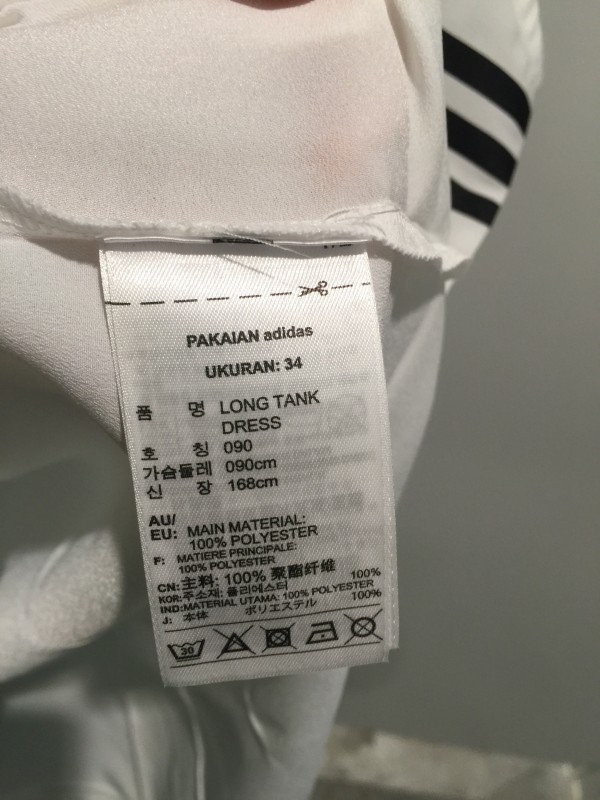 PAKAIAN adidas
UKURAN: 34
품 명 LONG TANK
DRESS
호 칭 090
가슴둘레 090cm
신 장 168cm
AU/
EU: MAIN MATERIAL:
100% POLYESTER
F: MATIERE PRINCIPALE:
100% POLYESTER
CN: 主料: 100% 聚酯纤维
KOR: 주소재: 폴리에스터 100%
IND: MATERIAL UTAMA: 100% POLYESTER
J: 本体 ポリエステル 100%
30